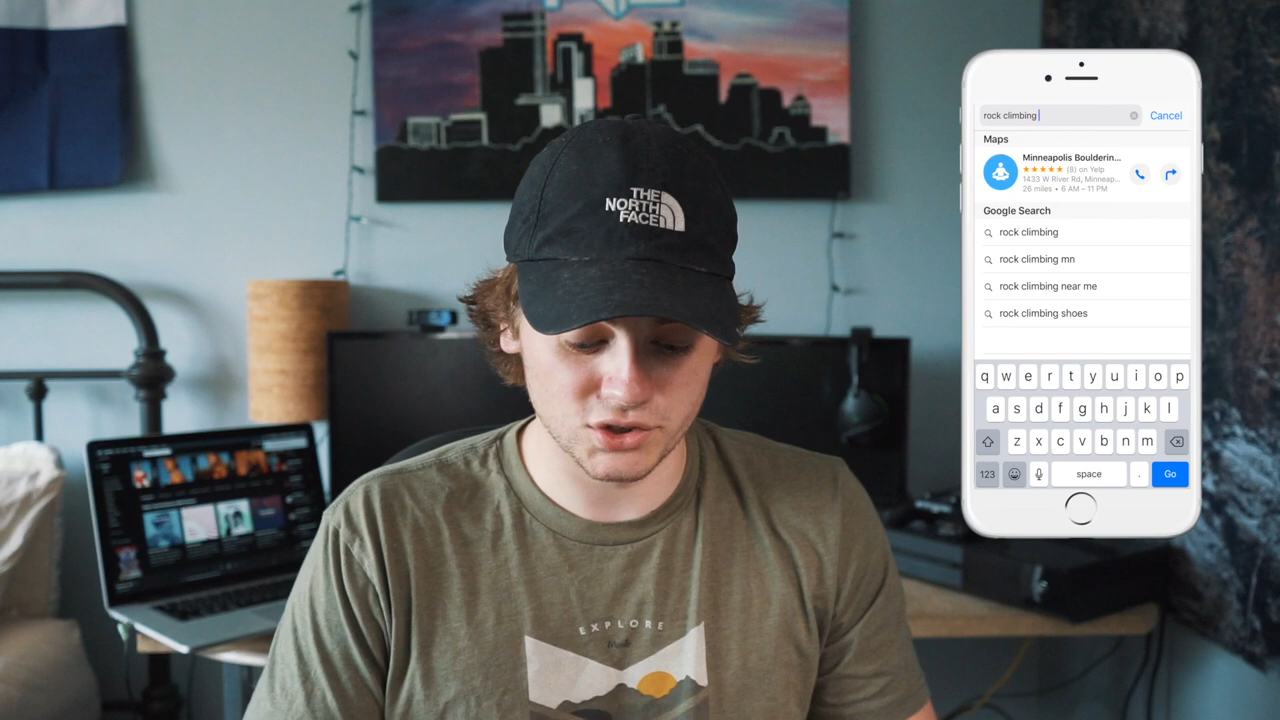 THE
NORTH
FACE
EXPLORE
rock climbing
Cancel
Maps
Minneapolis Boulderin...
(8) on Yelp
1433 W River Rd, Minneap...
26 miles • 6 AM – 11 PM
Google Search
rock climbing
rock climbing mn
rock climbing near me
rock climbing shoes
q w e r t y u i o p
a s d f g h j k l
z x c v b n m
123 space . Go